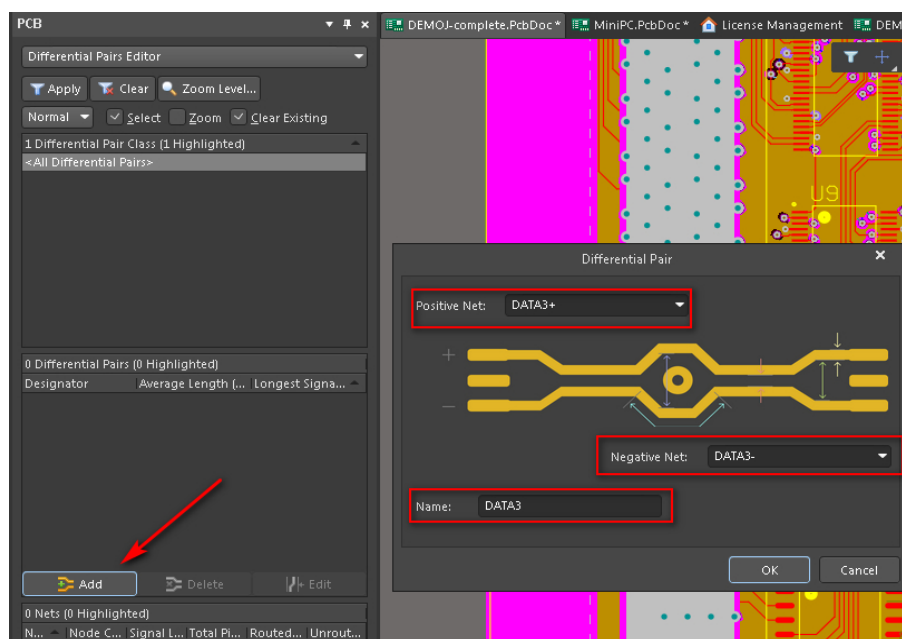 PCB
DEMOJ-complete.PcbDoc *
MiniPC.PcbDoc *
License Management
DEM
Differential Pairs Editor
Apply
Clear
Zoom Level...
Normal
Select
Zoom
Clear Existing
1 Differential Pair Class (1 Highlighted)
<All Differential Pairs>
U9
Differential Pair
Positive Net: DATA3+
0 Differential Pairs (0 Highlighted)
Designator
Average Length (...
Longest Signa...
+
−
Negative Net: DATA3-
Name: DATA3
Add
Delete
Edit
OK
Cancel
0 Nets (0 Highlighted)
N...
Node C...
Signal L...
Total Pi...
Routed...
Unrout...